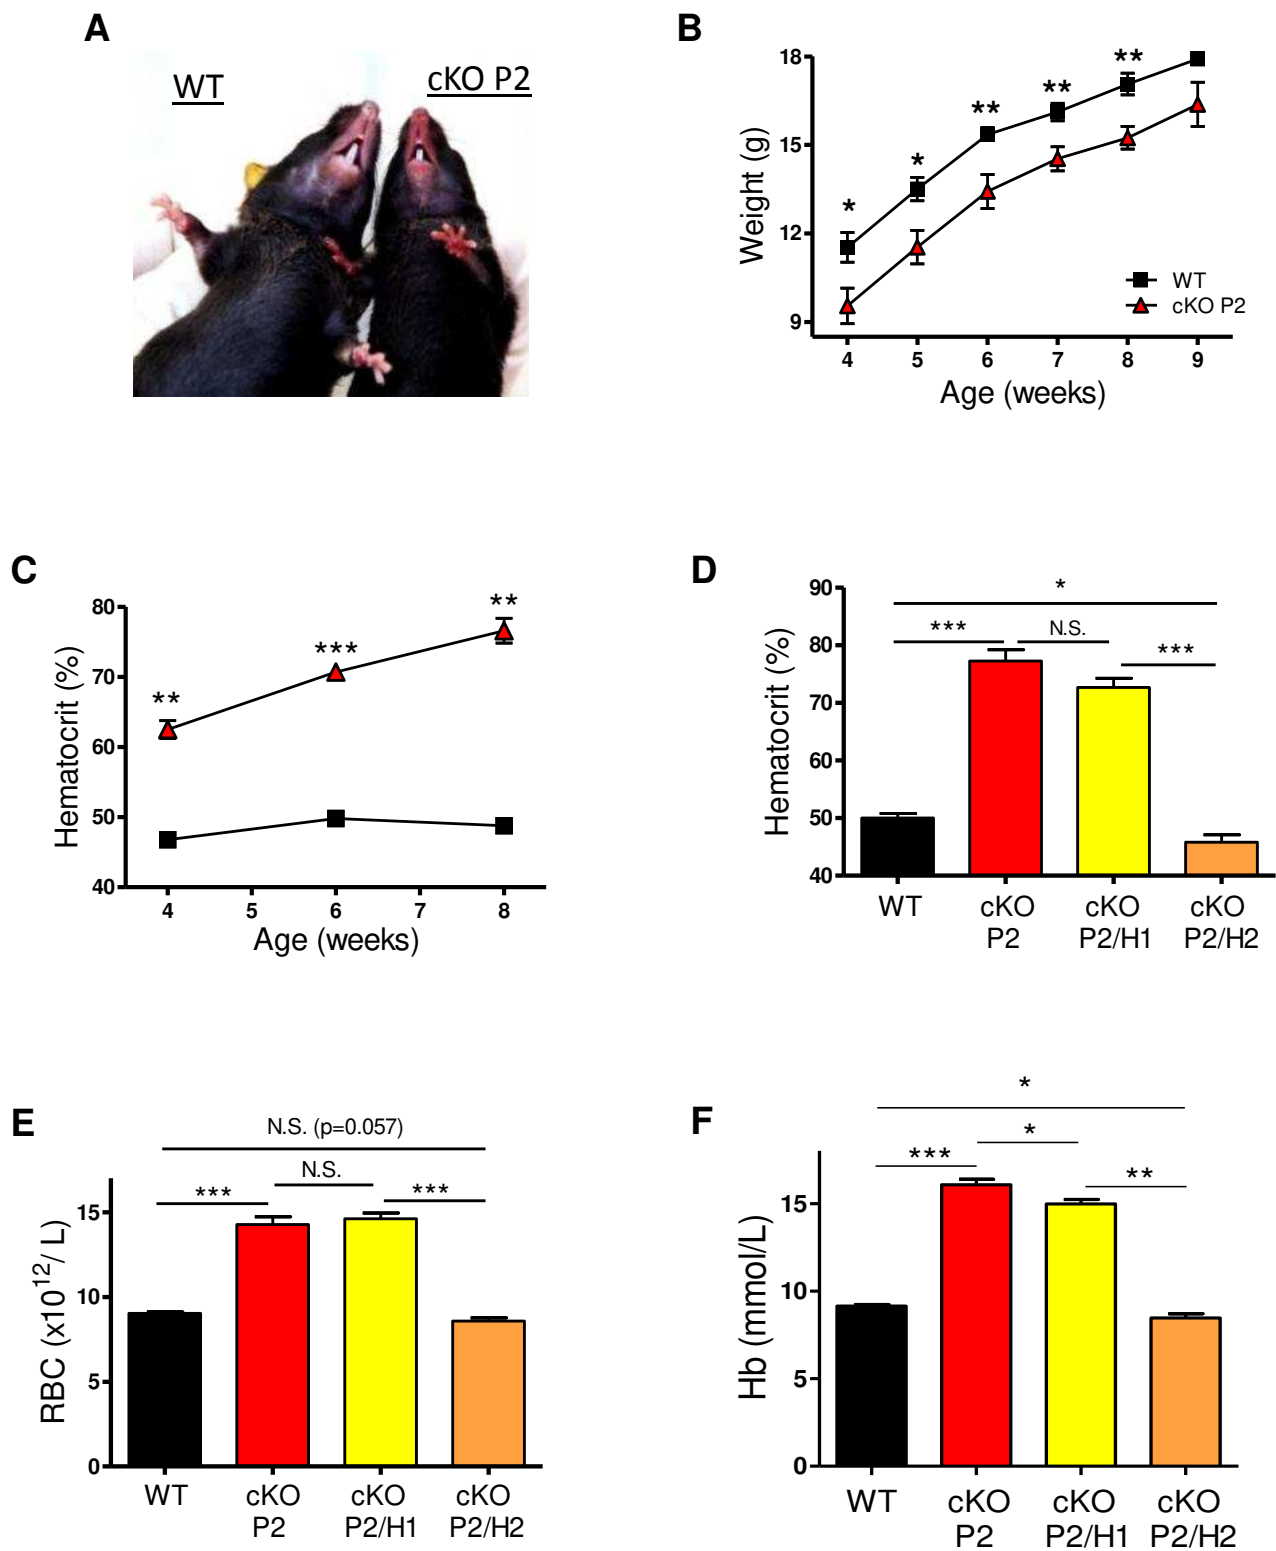 A
WT
cKO P2
B
18
15
12
9
Weight (g)
*
*
**
**
**
WT
cKO P2
4 5 6 7 8 9
Age (weeks)
C
80
70
60
50
40
Hematocrit (%)
**
***
**
4 5 6 7 8
Age (weeks)
D
90
80
70
60
50
40
Hematocrit (%)
*
***
N.S.
***
WT
cKO
P2
cKO
P2/H1
cKO
P2/H2
E
N.S. (p=0.057)
N.S.
***
***
15
10
5
0
RBC (x10^12/ L)
WT
cKO
P2
cKO
P2/H1
cKO
P2/H2
F
*
*
***
**
15
10
5
0
Hb (mmol/L)
WT
cKO
P2
cKO
P2/H1
cKO
P2/H2